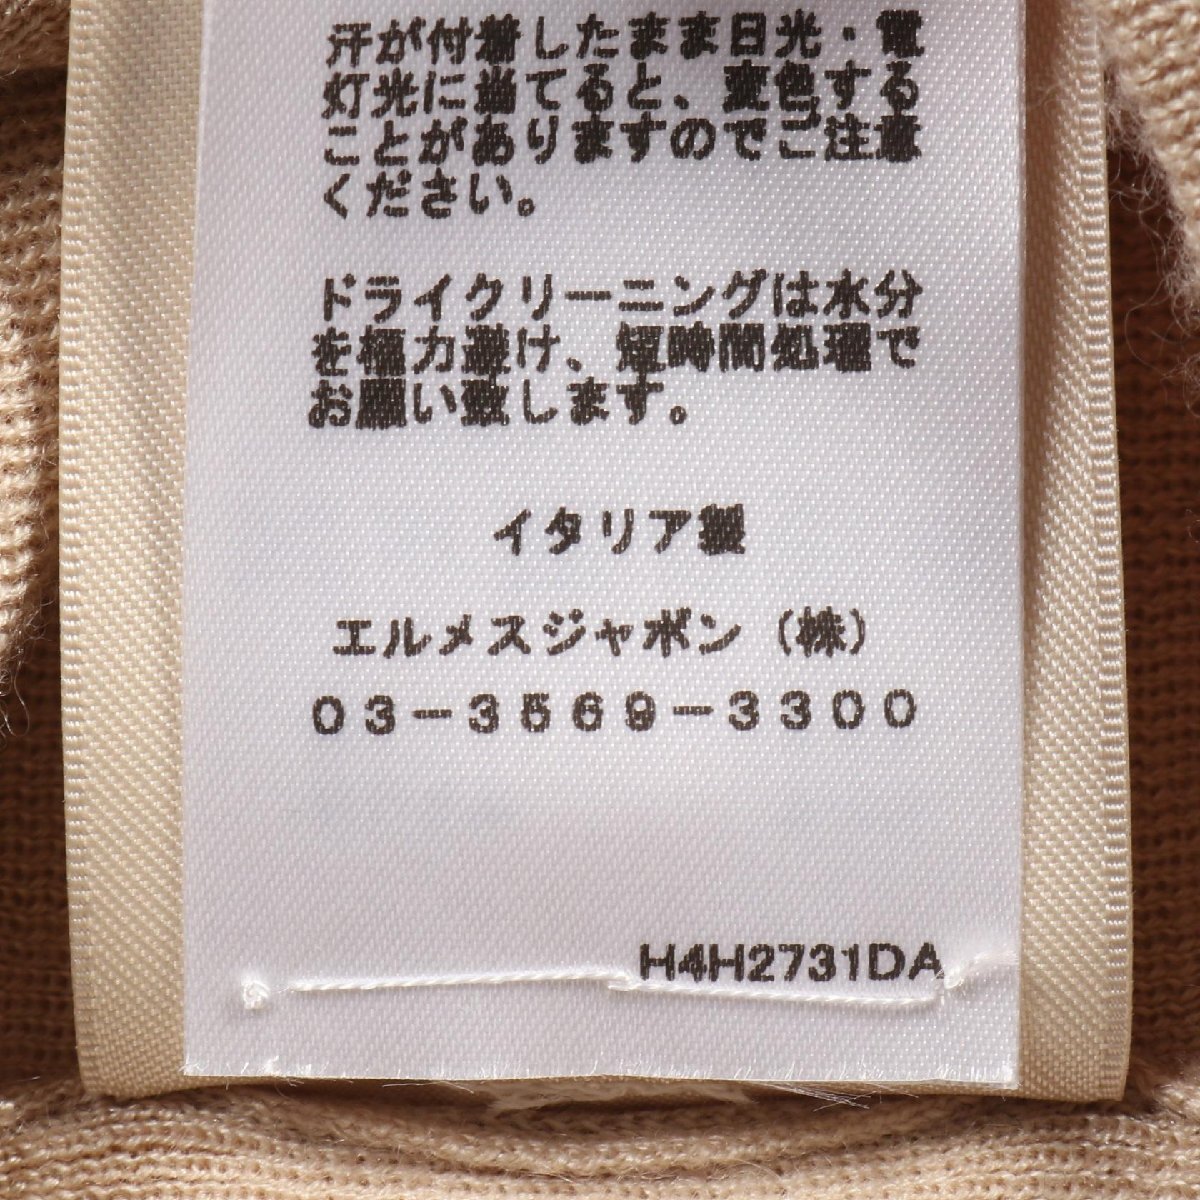 汗が付着したまま日光・電
灯光に当てると、変色する
ことがありますのでご注意
ください。
ドライクリーニングは水分
を極力避け、短時間処理で
お願い致します。
イタリア製
エルメスジャポン（株）
０３－３５６９－３３００
H4H2731DA